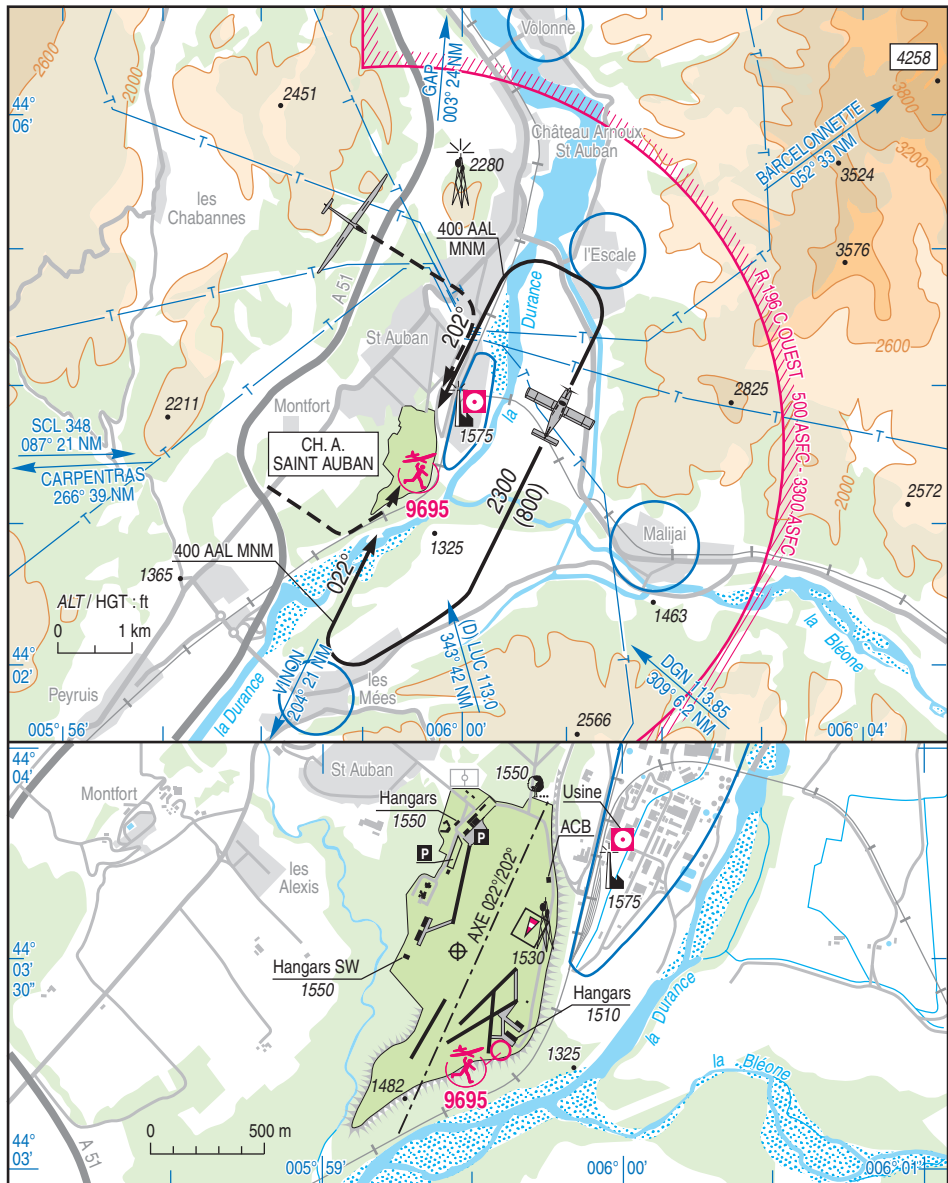 Volonne
4258
2600
2000
2451
GAP
003° 24 NM
44°
06'
3800
3200
Château Arnoux
St Auban
BARCELONNETTE
052° 33 NM
3524
2280
les
Chabannes
400 AAL
MNM
l'Escale
3576
A 51
T
Durance
la
R 196 C OUEST 500 ASFC - 3300 ASFC
St Auban
202°
2600
2825
2211
Montfort
1575
SCL 348
087° 21 NM
CARPENTRAS
266° 39 NM
CH. A.
SAINT AUBAN
9695
2300
(800)
2000
2572
Malijai
400 AAL MNM
1325
022°
1365
ALT / HGT : ft
0 1 km
1463
la Bléone
(D) LUC 113.0
343° 42 NM
DGN 113.85
309° 6.2 NM
44°
02'
Peyruis
la Durance
VINON
204° 21 NM
les
Mées
2566
005° 56'
006° 00'
006° 04'
44°
04'
St Auban
1550
Usine
Montfort
Hangars
1550
ACB
P
P
les
Alexis
AXE 022°/202°
1575
1530
44°
03'
30"
Hangars SW
1550
Hangars
1510
la Durance
1325
la Bléone
1482
9695
0 500 m
44°
03'
A 51
005° 59'
006° 00'
006° 01'